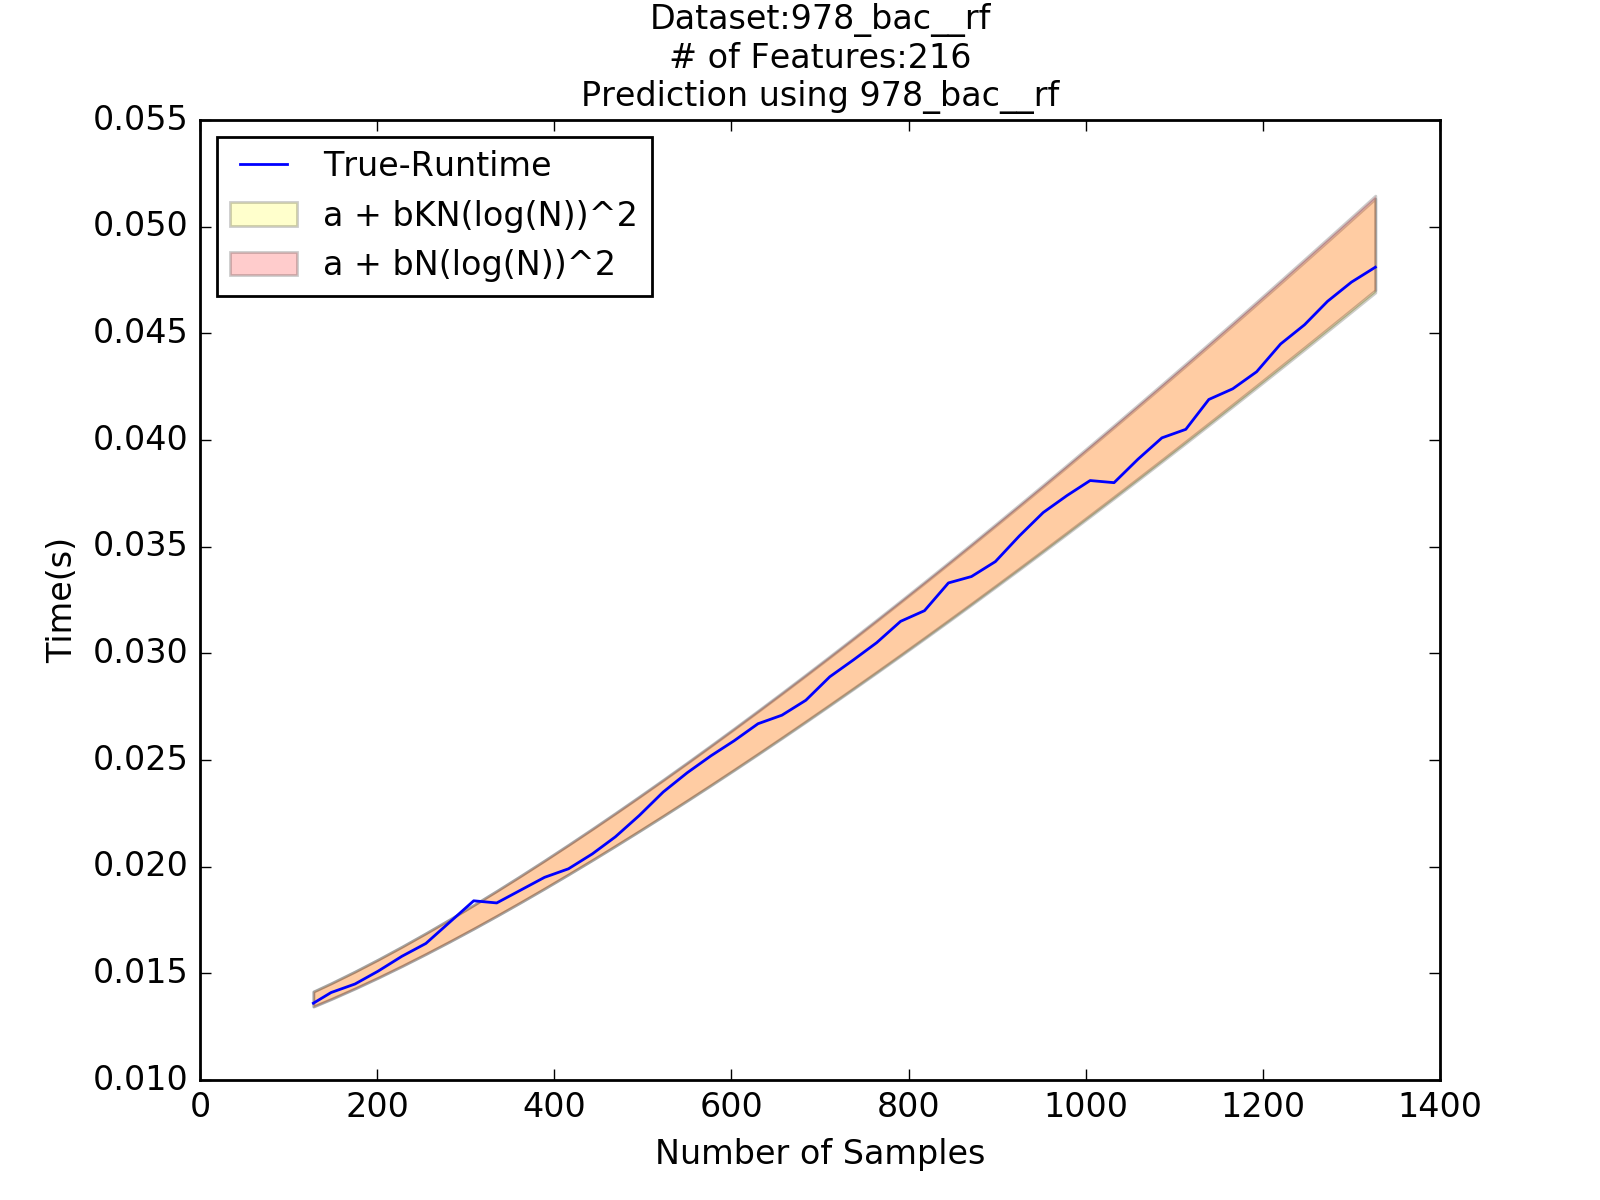 Dataset:978_bac__rf
# of Features:216
Prediction using 978_bac__rf
0.055
0.050
0.045
0.040
0.035
0.030
0.025
0.020
0.015
0.010
Time(s)
True-Runtime
a + bKN(log(N))^2
a + bN(log(N))^2
0 200 400 600 800 1000 1200 1400
Number of Samples